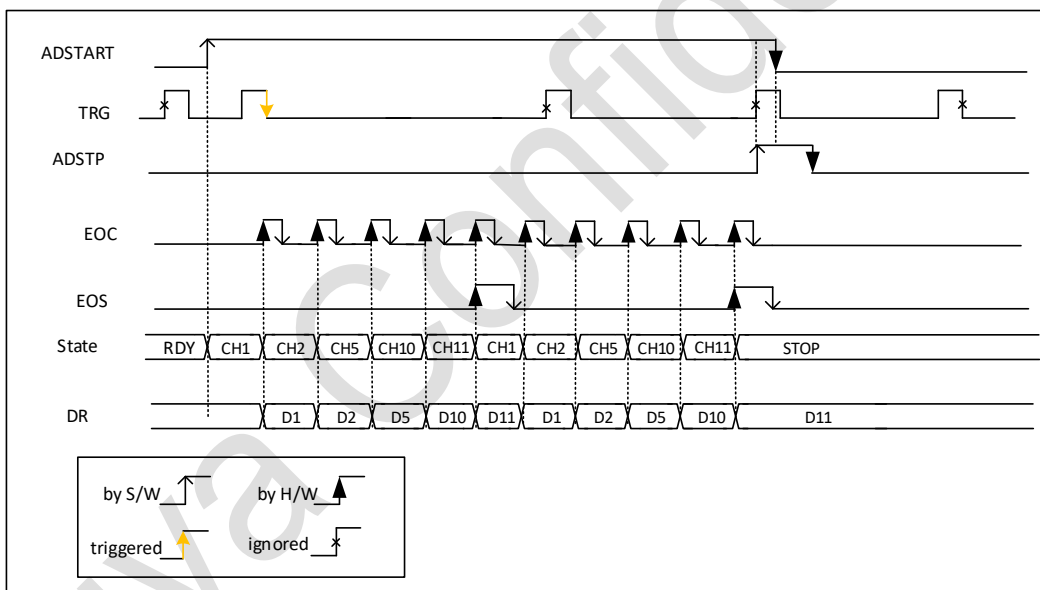 ADSTART
TRG
ADSTP
EOC
EOS
State RDY CH1 CH2 CH5 CH10 CH11 CH1 CH2 CH5 CH10 CH11 STOP
DR D1 D2 D5 D10 D11 D1 D2 D5 D10 D11
by S/W by H/W
triggered ignored